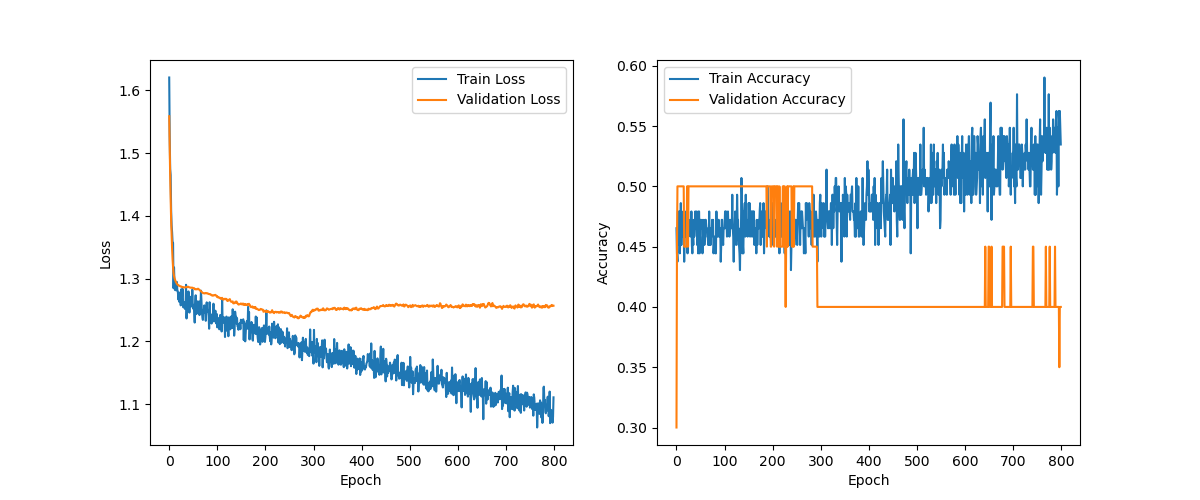 Train Loss
Validation Loss
1.6
1.5
1.4
1.3
1.2
1.1
Loss
0 100 200 300 400 500 600 700 800
Epoch
Train Accuracy
Validation Accuracy
0.60
0.55
0.50
0.45
0.40
0.35
0.30
Accuracy
0 100 200 300 400 500 600 700 800
Epoch